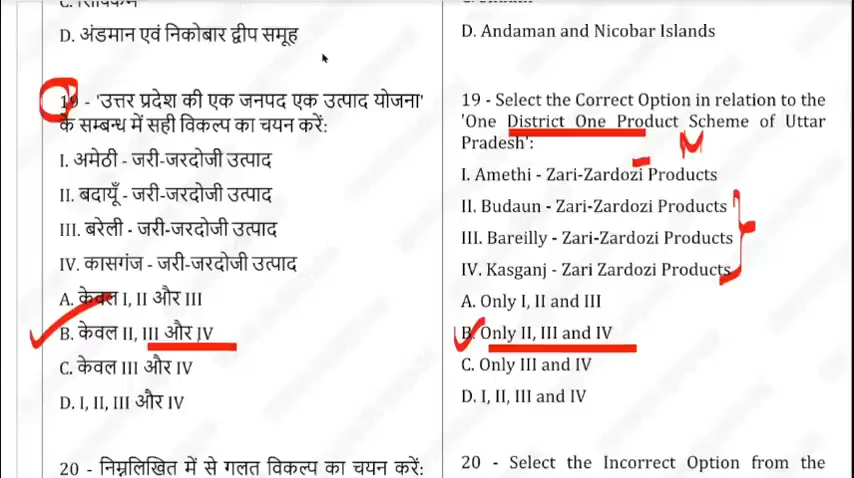 D. अंडमान एवं निकोबार द्वीप समूह
19 - 'उत्तर प्रदेश की एक जनपद एक उत्पाद योजना'
के सम्बन्ध में सही विकल्प का चयन करें:
I. अमेठी - जरी-जरदोजी उत्पाद
II. बदायूँ - जरी-जरदोजी उत्पाद
III. बरेली - जरी-जरदोजी उत्पाद
IV. कासगंज - जरी-जरदोजी उत्पाद
A. केवल I, II और III
B. केवल II, III और IV
C. केवल III और IV
D. I, II, III और IV
20 - निम्नलिखित में से गलत विकल्प का चयन करें:
D. Andaman and Nicobar Islands
19 - Select the Correct Option in relation to the
'One District One Product Scheme of Uttar
Pradesh':
I. Amethi - Zari-Zardozi Products
II. Budaun - Zari-Zardozi Products
III. Bareilly - Zari-Zardozi Products
IV. Kasganj - Zari Zardozi Products
A. Only I, II and III
B. Only II, III and IV
C. Only III and IV
D. I, II, III and IV
20 - Select the Incorrect Option from the